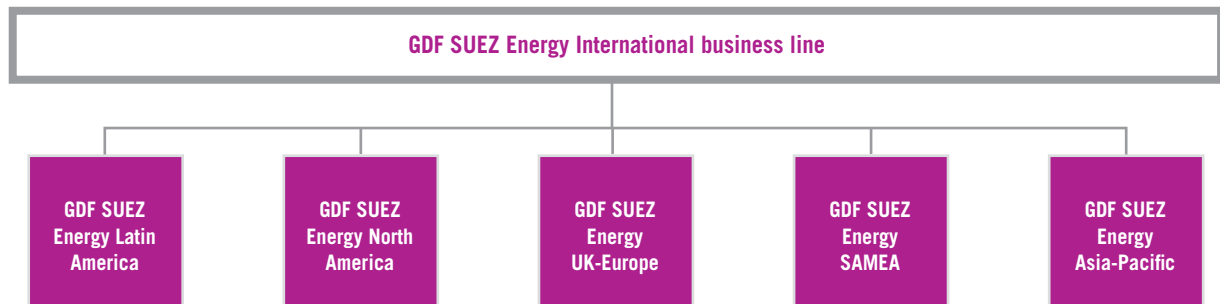 GDF SUEZ Energy International business line
GDF SUEZ
Energy Latin
America
GDF SUEZ
Energy North
America
GDF SUEZ
Energy
UK-Europe
GDF SUEZ
Energy
SAMEA
GDF SUEZ
Energy
Asia-Pacific